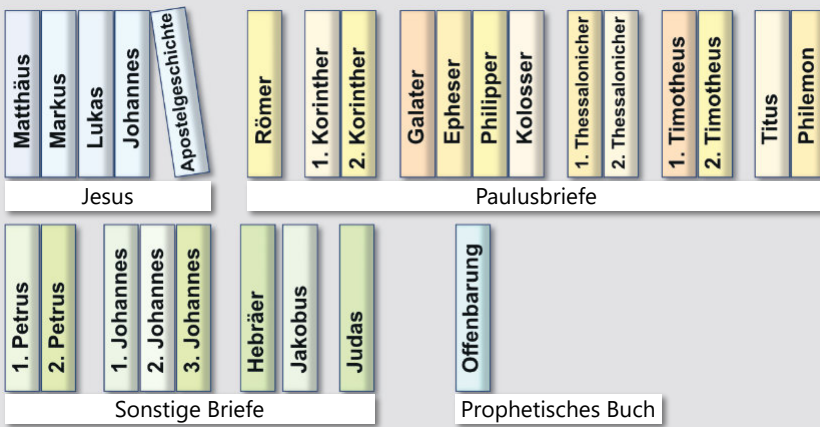 Matthäus
Markus
Lukas
Johannes
Apostelgeschichte
Römer
1. Korinther
2. Korinther
Galater
Epheser
Philipper
Kolosser
1. Thessalonicher
2. Thessalonicher
1. Timotheus
2. Timotheus
Titus
Philemon
Jesus
Paulusbriefe
1. Petrus
2. Petrus
1. Johannes
2. Johannes
3. Johannes
Hebräer
Jakobus
Judas
Offenbarung
Sonstige Briefe
Prophetisches Buch